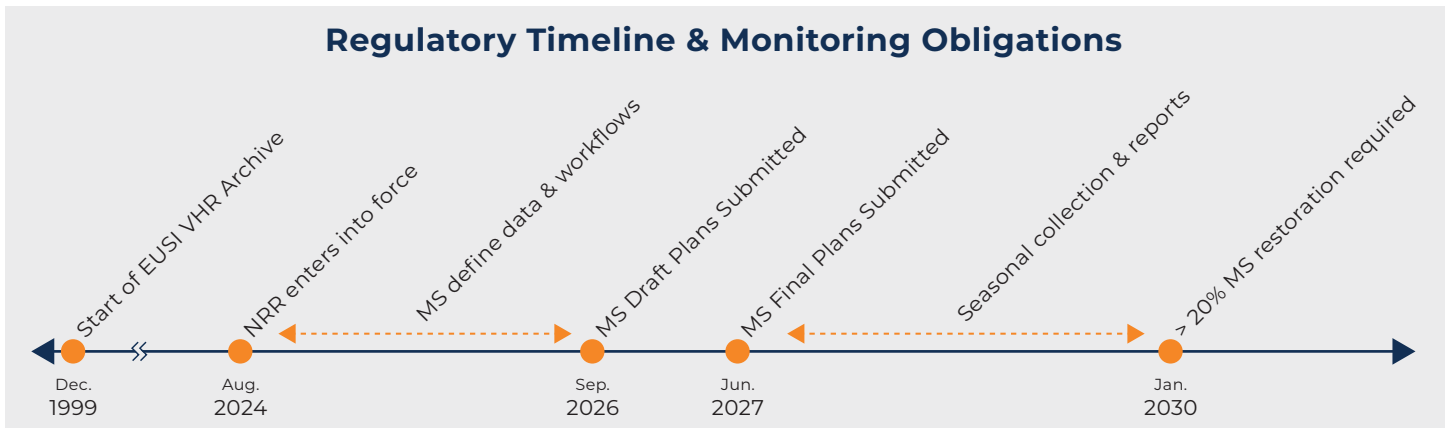 Regulatory Timeline & Monitoring Obligations
Start of EUSI VHR Archive
NRR enters into force
MS define data & workflows
MS Draft Plans Submitted
MS Final Plans Submitted
Seasonal collection & reports
> 20% MS restoration required
Dec.
1999
Aug.
2024
Sep.
2026
Jun.
2027
Jan.
2030